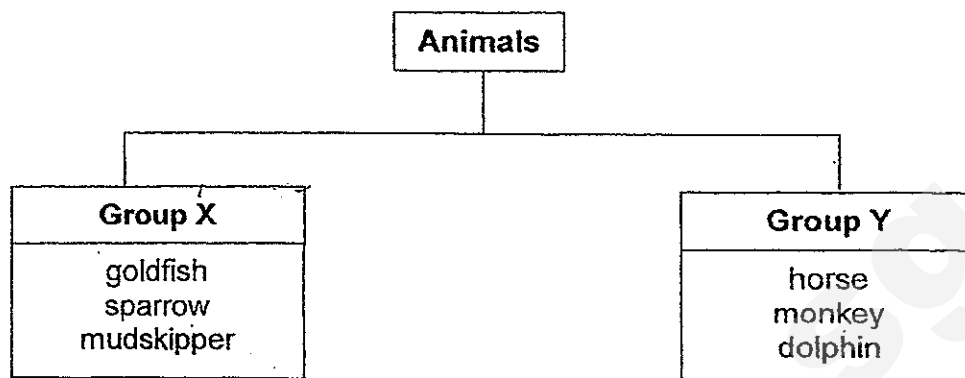 Animals
Group X
goldfish
sparrow
mudskipper
Group Y
horse
monkey
dolphin